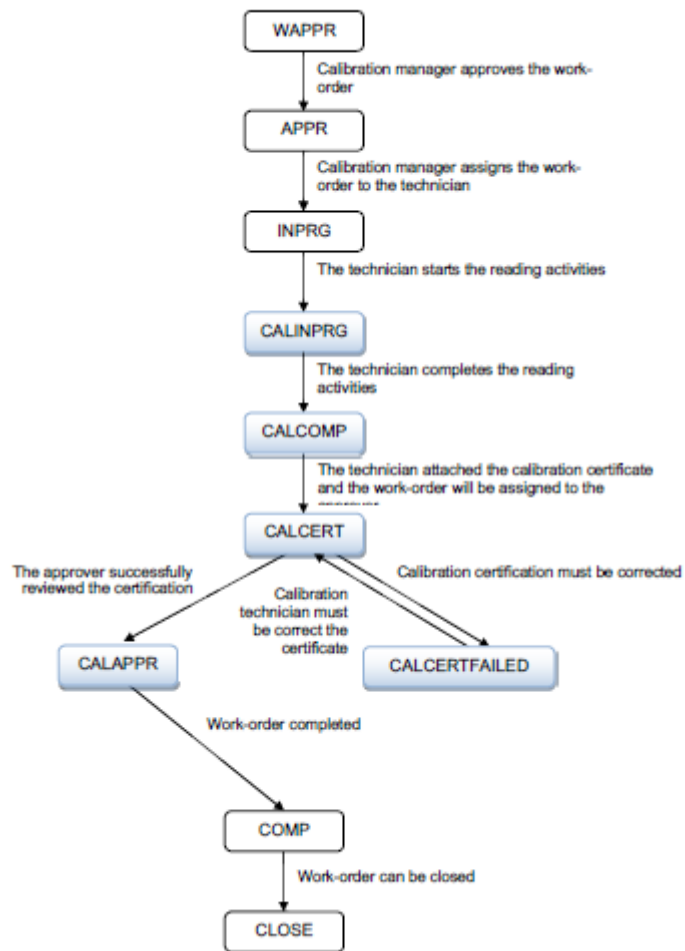 WAPPR
Calibration manager approves the work-
order
APPR
Calibration manager assigns the work-
order to the technician
INPRG
The technician starts the reading activities
CALINPRG
The technician completes the reading
activities
CALCOMP
The technician attached the calibration certificate
and the work-order will be assigned to the
CALCERT
The approver successfully
reviewed the certification
Calibration
technician must
be correct the
certificate
Calibration certification must be corrected
CALAPPR
CALCERTFAILED
Work-order completed
COMP
Work-order can be closed
CLOSE